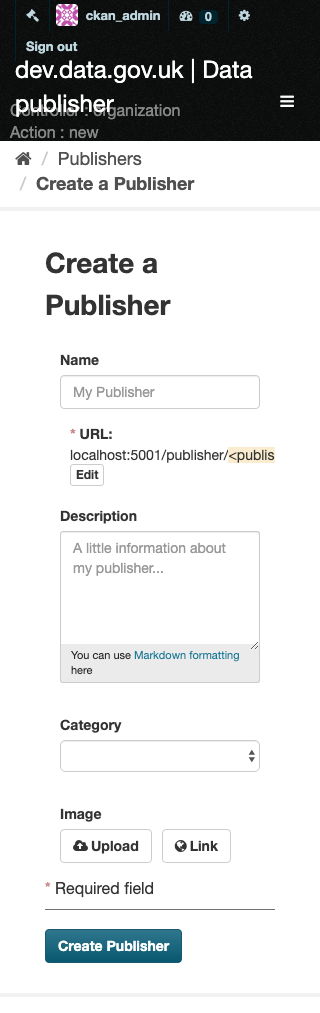 ckan_admin 0
Sign out
dev.data.gov.uk | Data
publisher
Controller : organization
Action : new
/ Publishers
/ Create a Publisher
Create a
Publisher
Name
My Publisher
* URL:
localhost:5001/publisher/<publis
Edit
Description
A little information about
my publisher...
You can use Markdown formatting
here
Category
Image
Upload Link
* Required field
Create Publisher